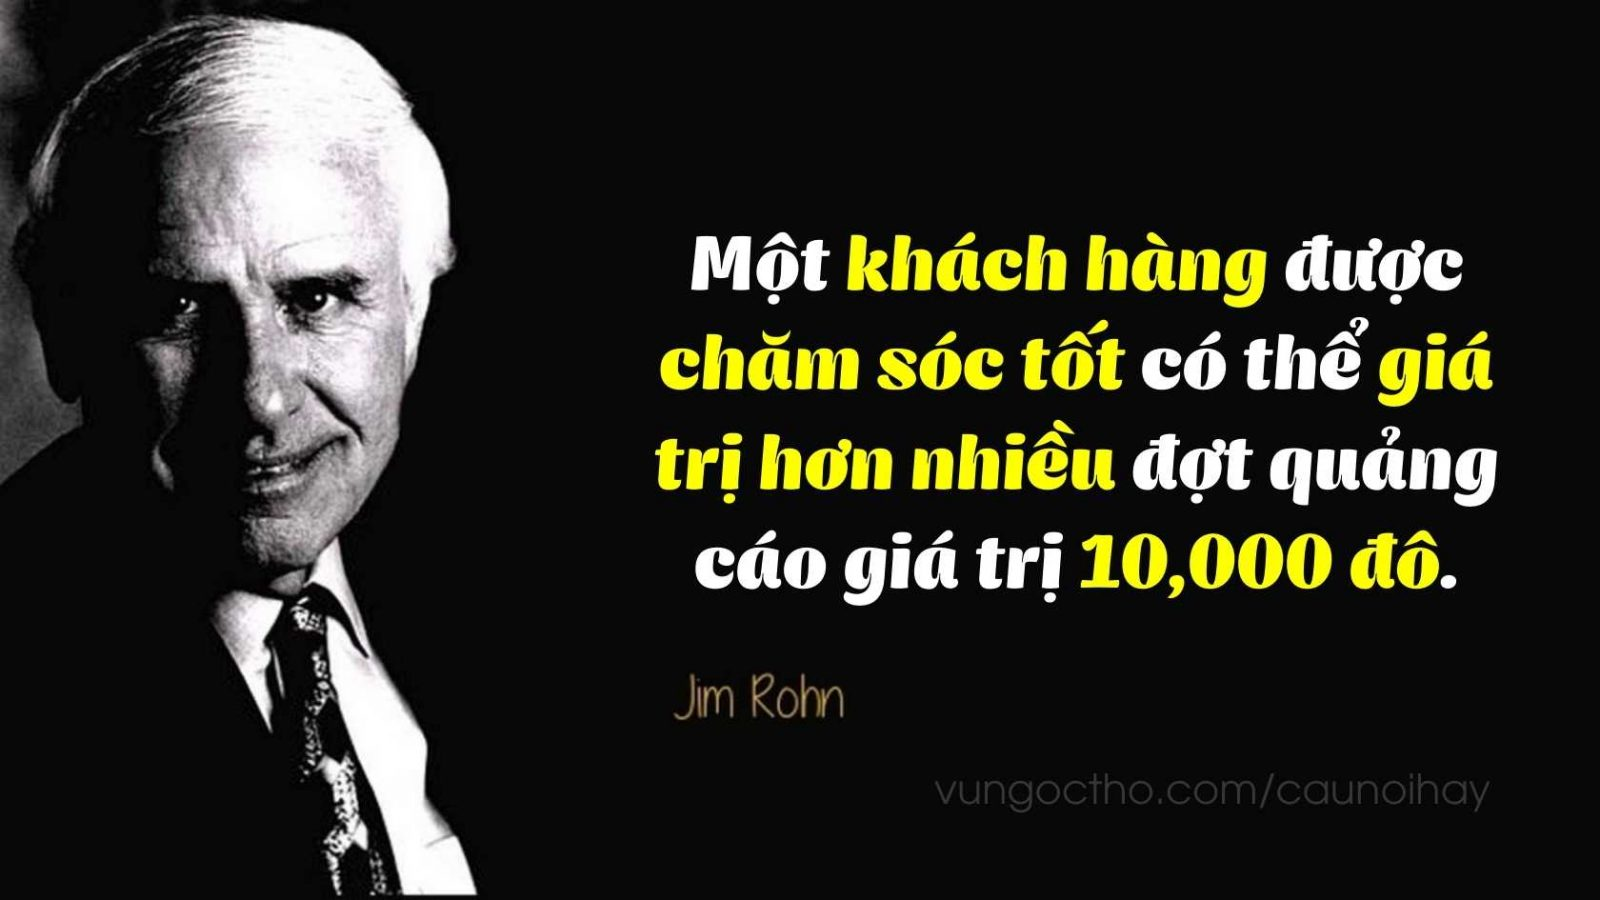 Một khách hàng được
chăm sóc tốt có thể giá
trị hơn nhiều đợt quảng
cáo giá trị 10,000 đô.
Jim Rohn
vungoctho.com/caunoihay